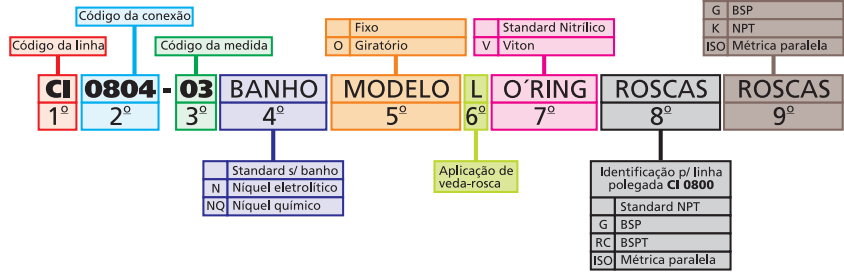 Código da conexão
Código da linha
Código da medida
Fixo
O Giratório
Standard Nitrílico
V Viton
G BSP
K NPT
ISO Métrica paralela
CI 0804 - 03 BANHO MODELO L O´RING ROSCAS ROSCAS
1º 2º 3º 4º 5º 6º 7º 8º 9º
Standard s/ banho
N Níquel eletrolítico
NQ Níquel químico
Aplicação de
veda-rosca
Identificação p/ linha
polegada CI 0800
Standard NPT
G BSP
RC BSPT
ISO Métrica paralela